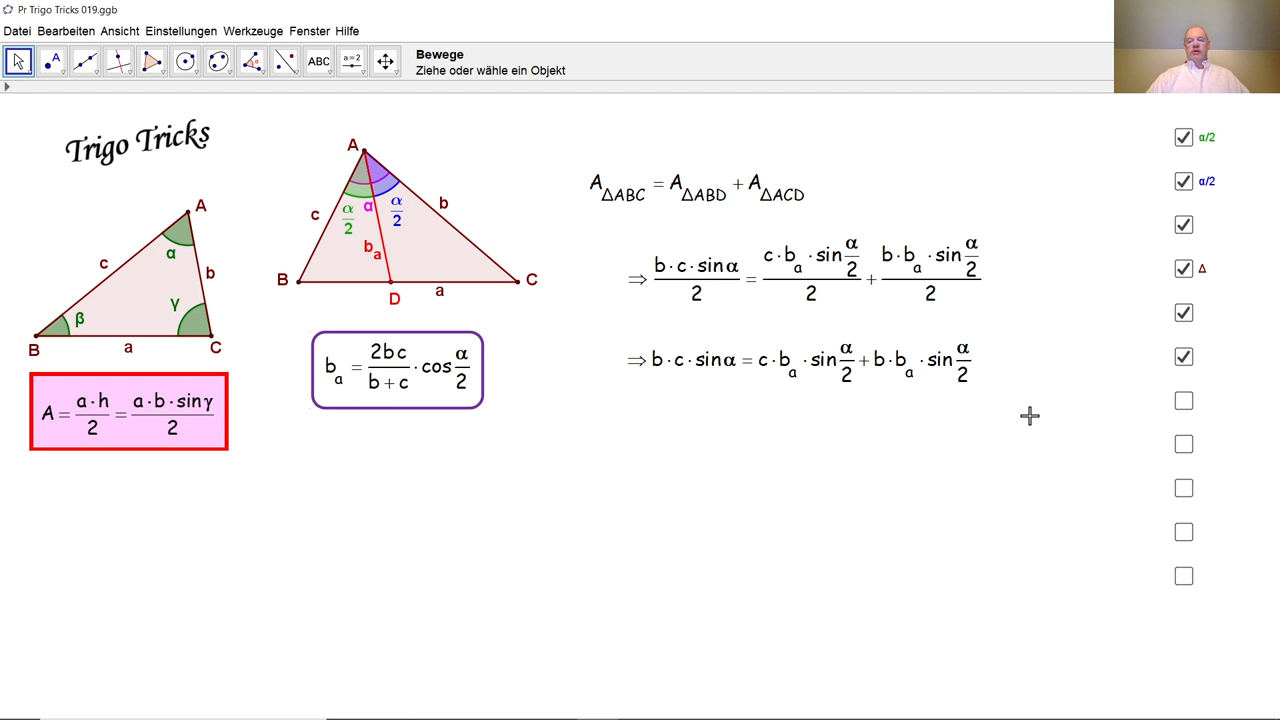 Pr Trigo Tricks 019.ggb
Datei Bearbeiten Ansicht Einstellungen Werkzeuge Fenster Hilfe
A
ABC
a=2
Bewege
Ziehe oder wähle ein Objekt
Trigo Tricks
A
α
c
b
β
γ
B
a
C
A = a·h/2 = a·b·sinγ/2
A
c
α/2
α
α/2
b
b_a
B
D
a
C
b_a = 2bc/(b+c) · cos α/2
A_ΔABC = A_ΔABD + A_ΔACD
⇒ b·c·sinα/2 = c·b_a·sin α/2 /2 + b·b_a·sin α/2 /2
⇒ b·c·sinα = c·b_a·sin α/2 + b·b_a·sin α/2
α/2
α/2
Δ